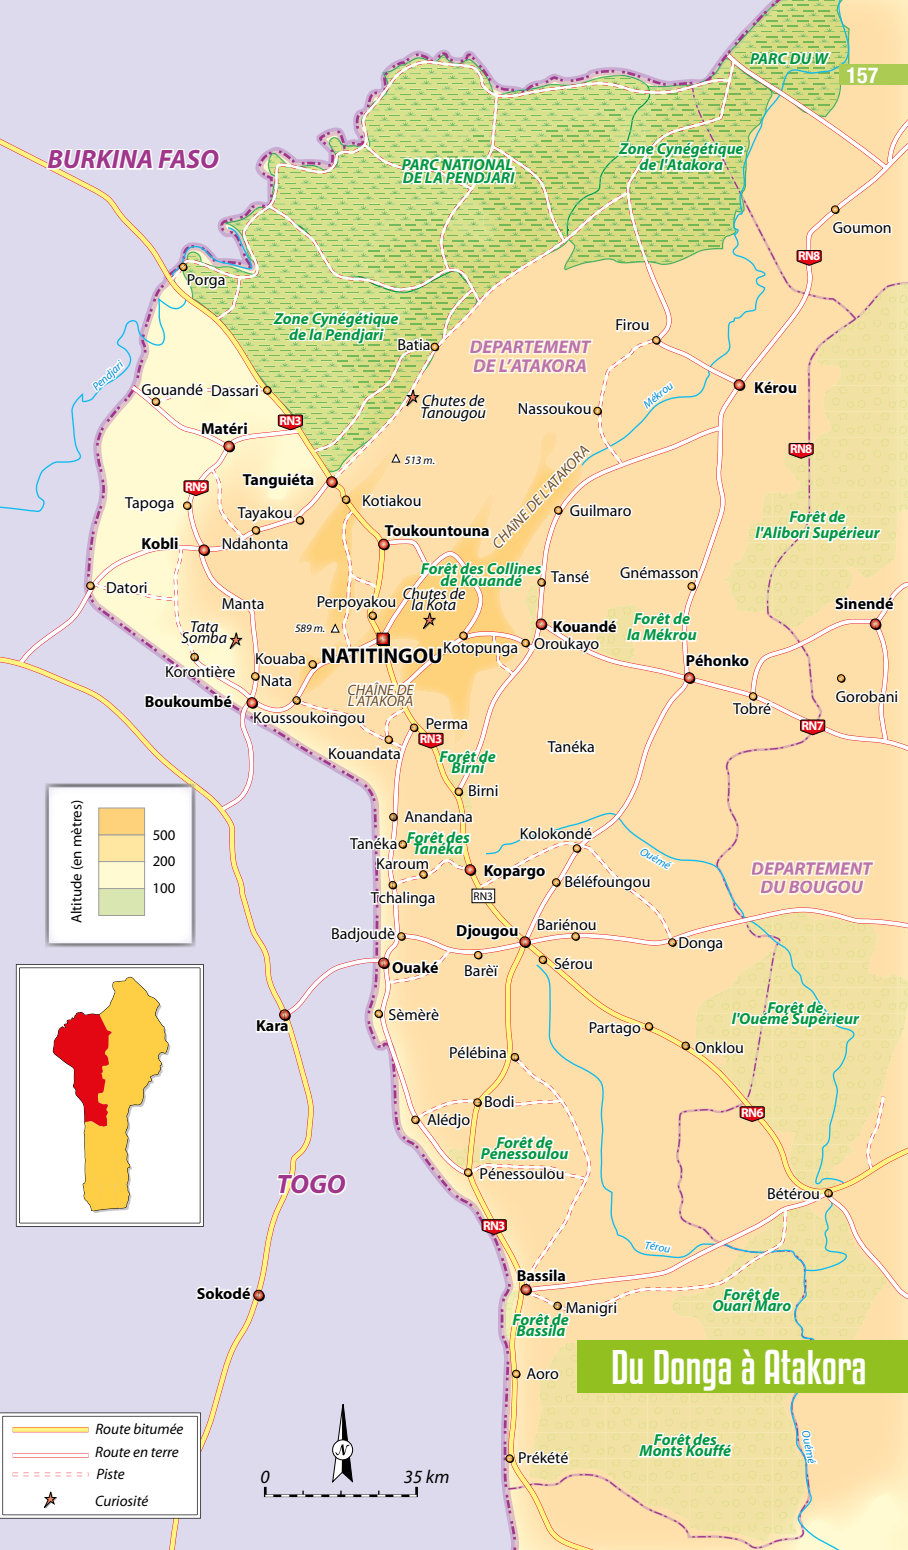 PARC DU W
157
BURKINA FASO
PARC NATIONAL
DE LA PENDJARI
Zone Cynégétique
de l'Atakora
Goumon
RN8
Porga
Zone Cynégétique
de la Pendjari
Firou
Batia
DEPARTEMENT
DE L'ATAKORA
Pendjari
Gouandé
Dassari
Kérou
Mékrou
Chutes de
Tanougou
Nassoukou
RN3
Matéri
RN8
513 m.
CHAÎNE DE L'ATAKORA
Tanguiéta
RN9
Kotiakou
Tapoga
Tayakou
Guilmaro
Forêt de
l'Alibori Supérieur
Toukountouna
Kobli
Ndahonta
Forêt des Collines
de Kouandé
Tansé
Gnémasson
Datori
Chutes de
la Kota
Manta
Perpoyakou
Sinendé
Tata
Somba
589 m.
Kouandé
Forêt de
la Mékrou
NATITINGOU
Kotopunga
Oroukayo
Kouaba
Péhonko
Korontière
Nata
CHAÎNE DE
L'ATAKORA
Gorobani
Boukoumbé
Koussoukoingou
Tobré
Perma
RN3
RN7
Kouandata
Tanéka
Forêt de
Birni
Birni
Altitude (en mètres)
500
200
100
Anandana
Kolokondé
Tanéka
Forêt des
Tanéka
Ouémé
Karoum
Kopargo
DEPARTEMENT
DU BOUGOU
Béléfoungou
Tchalinga
RN3
Badjoudè
Djougou
Bariénou
Donga
Ouaké
Barèï
Sérou
Kara
Sèmèrè
Forêt de
l'Ouémé Supérieur
Partago
Onklou
Pélébina
Bodi
RN6
Alédjo
Forêt de
Pénessoulou
Pénessoulou
TOGO
Bétérou
RN3
Térou
Bassila
Sokodé
Manigri
Forêt de
Ouari Maro
Forêt de
Bassila
Du Donga à Atakora
Aoro
Route bitumée
Route en terre
Piste
Curiosité
N
0
35 km
Forêt des
Monts Kouffé
Ouémé
Prékété